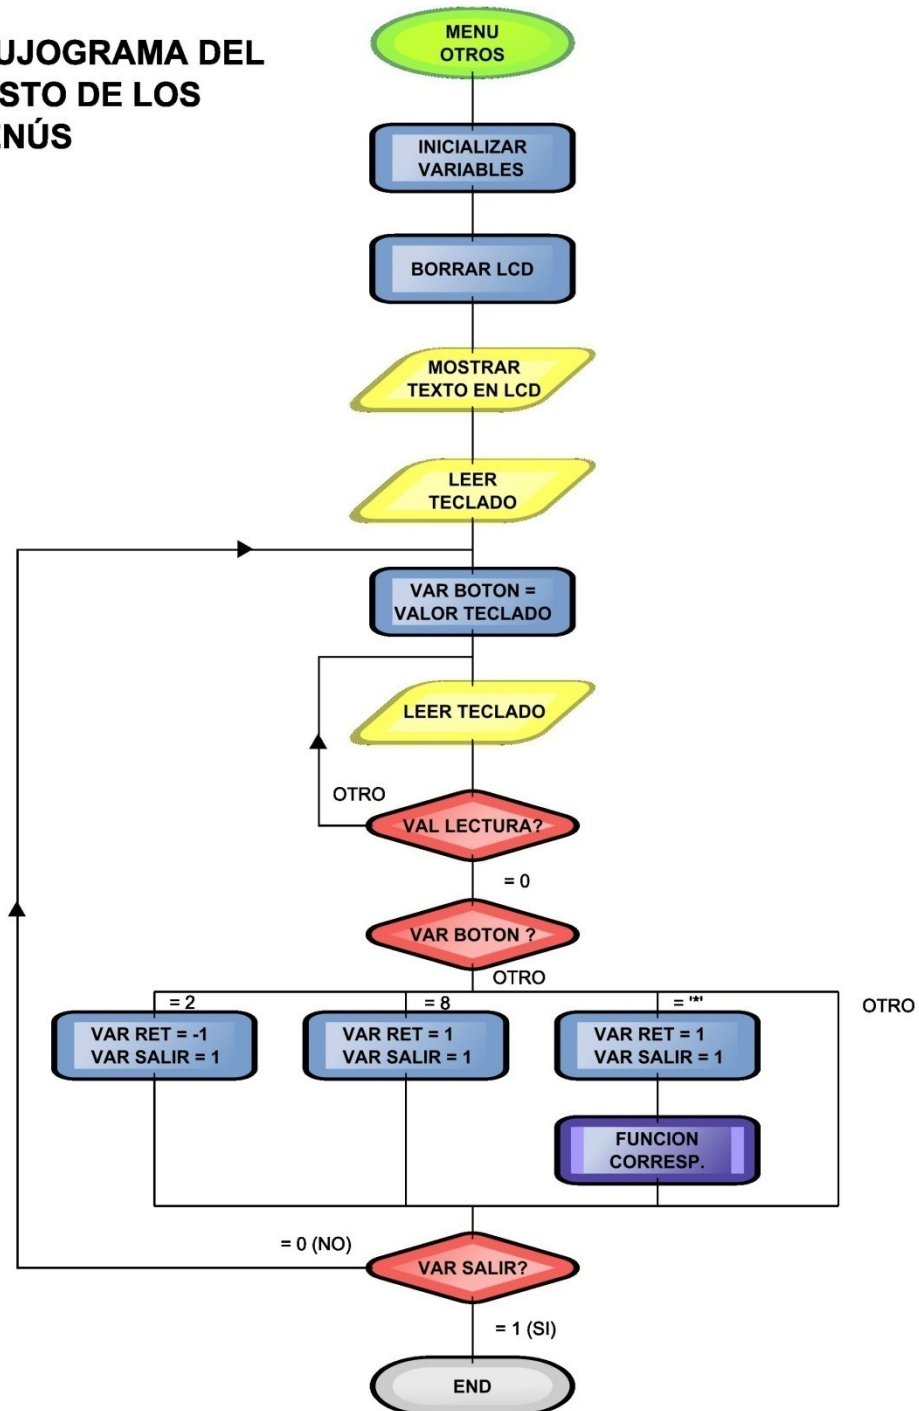 UJOGRAMA DEL
STO DE LOS
ENÚS
MENU
OTROS
INICIALIZAR
VARIABLES
BORRAR LCD
MOSTRAR
TEXTO EN LCD
LEER
TECLADO
VAR BOTON =
VALOR TECLADO
LEER TECLADO
OTRO
VAL LECTURA?
= 0
VAR BOTON ?
OTRO
= 2
= 8
= '*'
OTRO
VAR RET = -1
VAR SALIR = 1
VAR RET = 1
VAR SALIR = 1
VAR RET = 1
VAR SALIR = 1
FUNCION
CORRESP.
= 0 (NO)
VAR SALIR?
= 1 (SI)
END